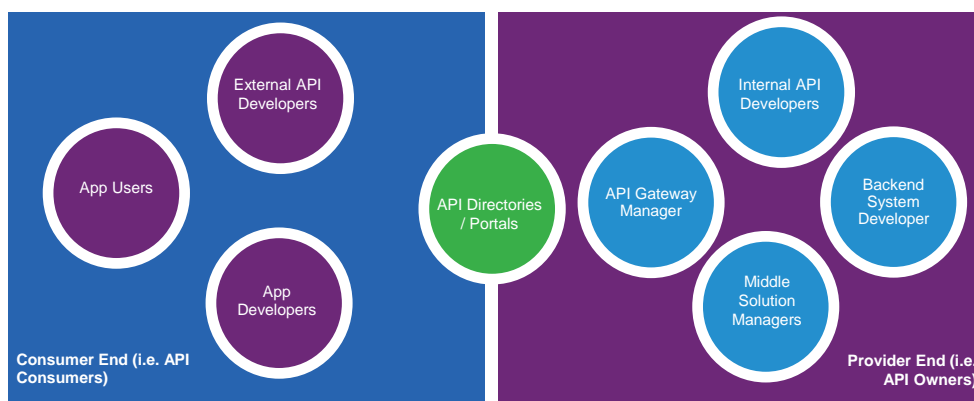 External API
Developers
App Users
App
Developers
Consumer End (i.e. API
Consumers)
API Directories
/ Portals
Internal API
Developers
API Gateway
Manager
Backend
System
Developer
Middle
Solution
Managers
Provider End (i.e.
API Owners)